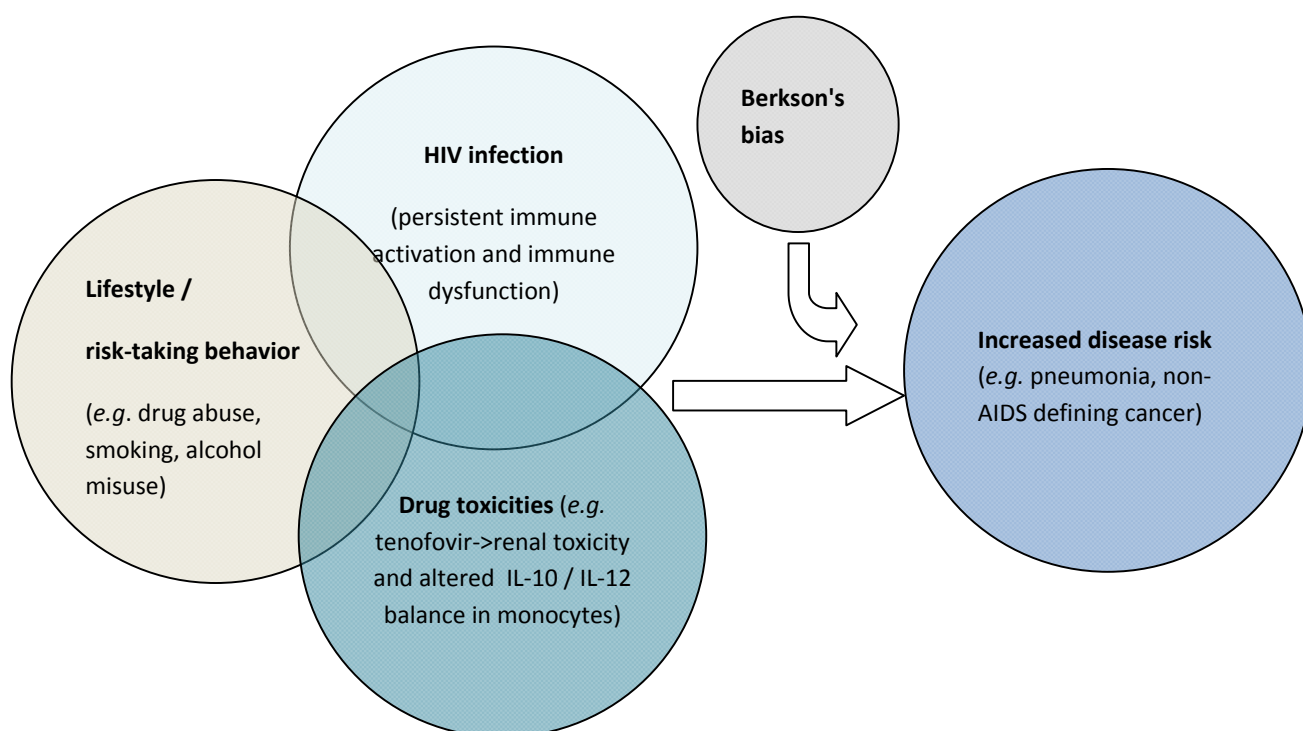 Berkson's
bias
HIV infection
(persistent immune
activation and immune
dysfunction)
Lifestyle /
risk-taking behavior
(e.g. drug abuse,
smoking, alcohol
misuse)
Drug toxicities (e.g.
tenofovir->renal toxicity
and altered IL-10 / IL-12
balance in monocytes)
Increased disease risk
(e.g. pneumonia, non-
AIDS defining cancer)